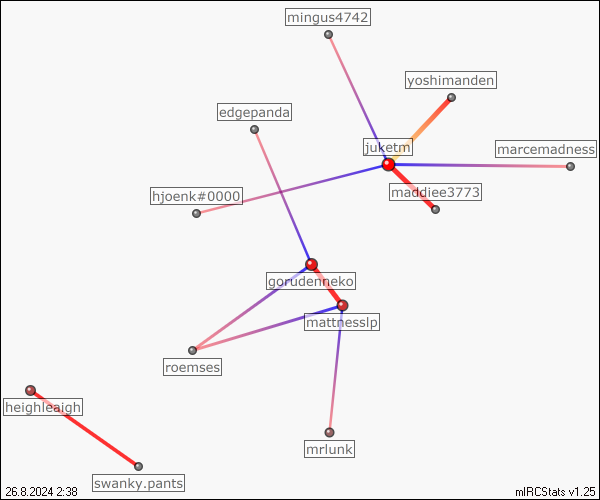 mingus4742
yoshimanden
edgepanda
juketm
marcemadness
hjoenk#0000
maddiee3773
gorudenneko
mattnesslp
roemses
heighleaigh
mrlunk
swanky.pants
26.8.2024 2:38
mIRCStats v1.25